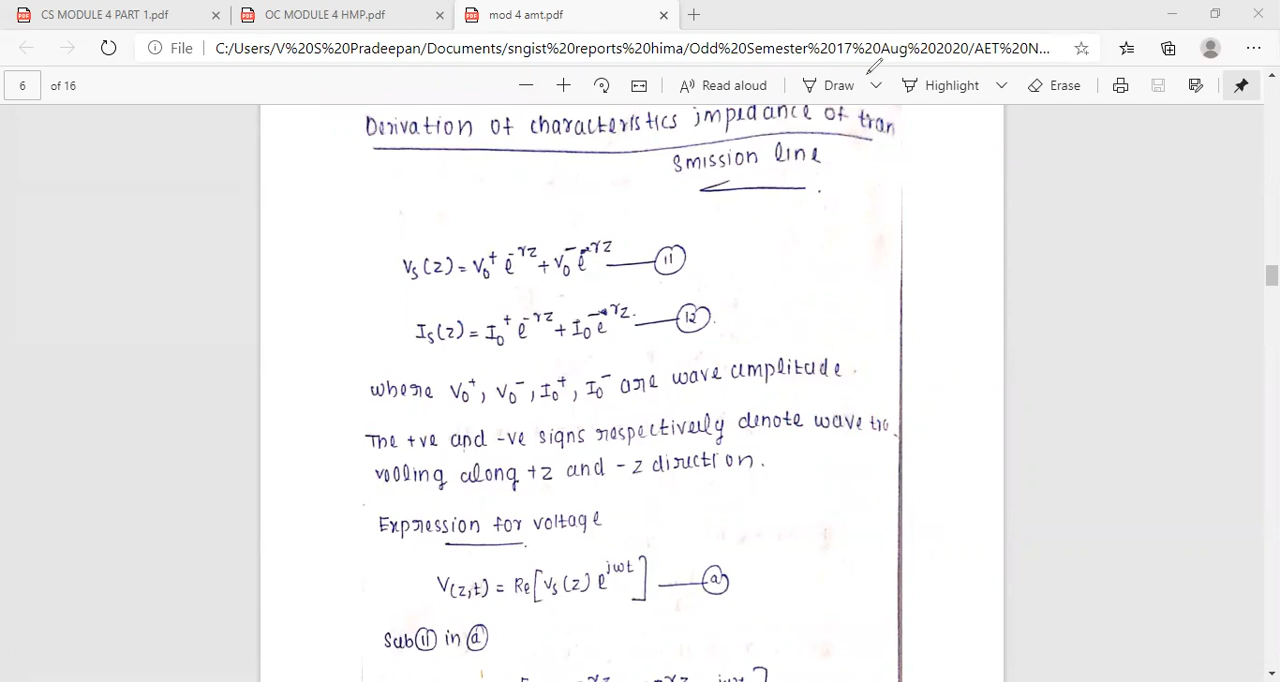 CS MODULE 4 PART 1.pdf
OC MODULE 4 HMP.pdf
mod 4 amt.pdf
File
C:/Users/V%20S%20Pradeepan/Documents/sngist%20reports%20hima/Odd%20Semester%2017%20Aug%202020/AET%20N...
6 of 16
Read aloud
Draw
Highlight
Erase
Derivation of characteristics impedance of tran
smission line
Vs(z) = V₀⁺ e^-γz + V₀⁻ e^γz — 11
Is(z) = I₀⁺ e^-γz + I₀⁻ e^γz. — 12.
where V₀⁺, V₀⁻, I₀⁺, I₀⁻ are wave amplitude.
The +ve and -ve signs respectively denote wave tra
velling along +z and -z direction.
Expression for voltage
V(z,t) = Re[Vs(z) e^jωt] — a
Sub 11 in a